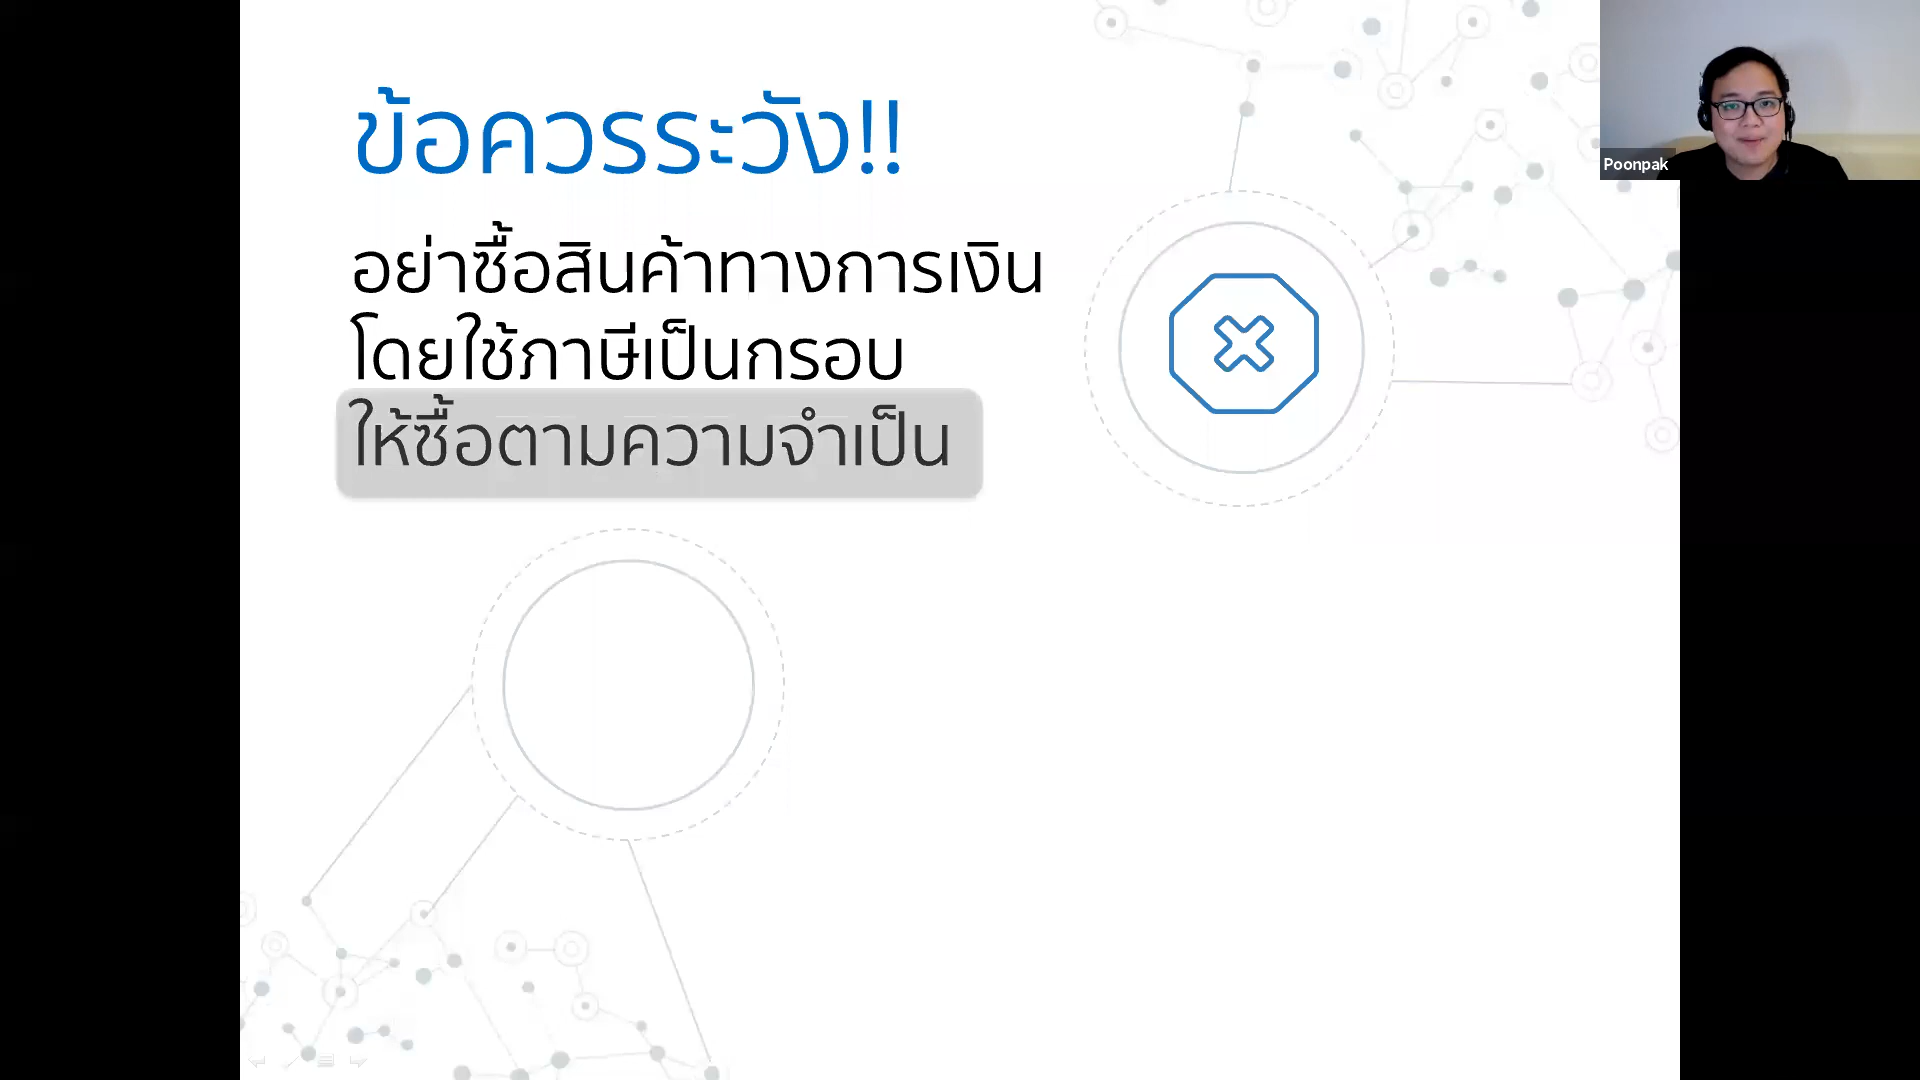 ข้อควรระวัง!!
อย่าซื้อสินค้าทางการเงิน
โดยใช้ภาษีเป็นกรอบ
ให้ซื้อตามความจำเป็น
Poonpak